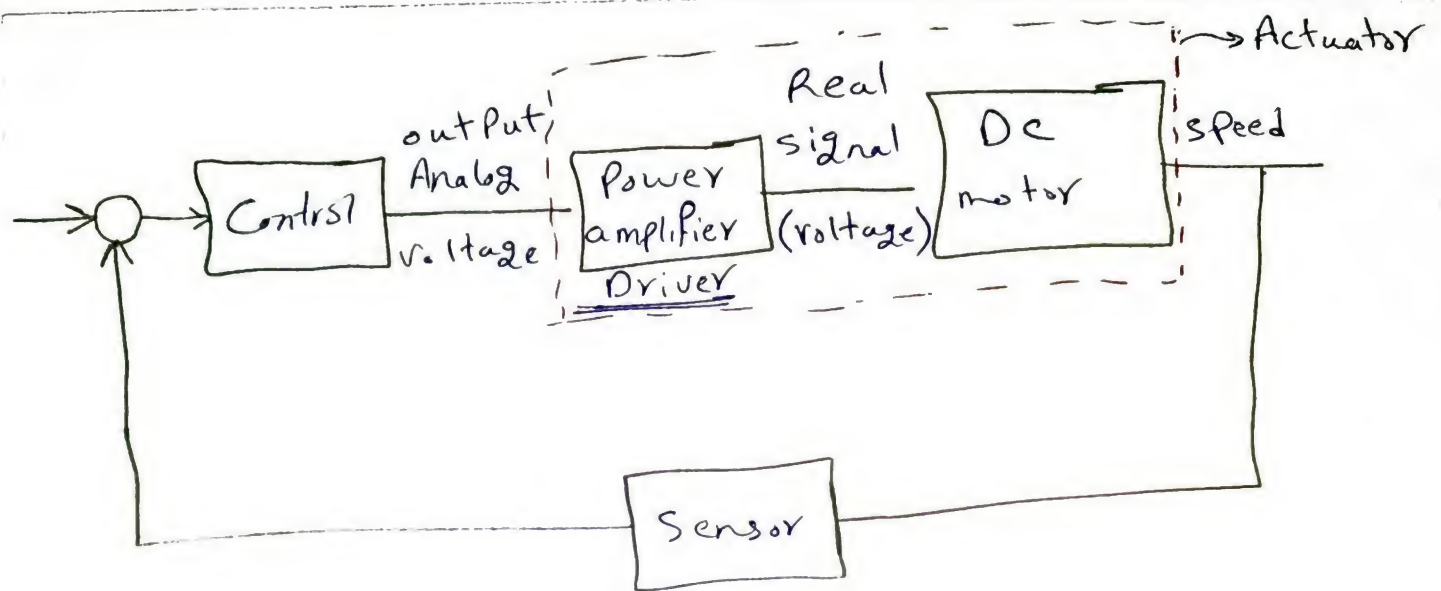 Actuator
Control
output
Analog
voltage
Power
amplifier
Driver
Real
signal
(voltage)
DC
motor
speed
Sensor